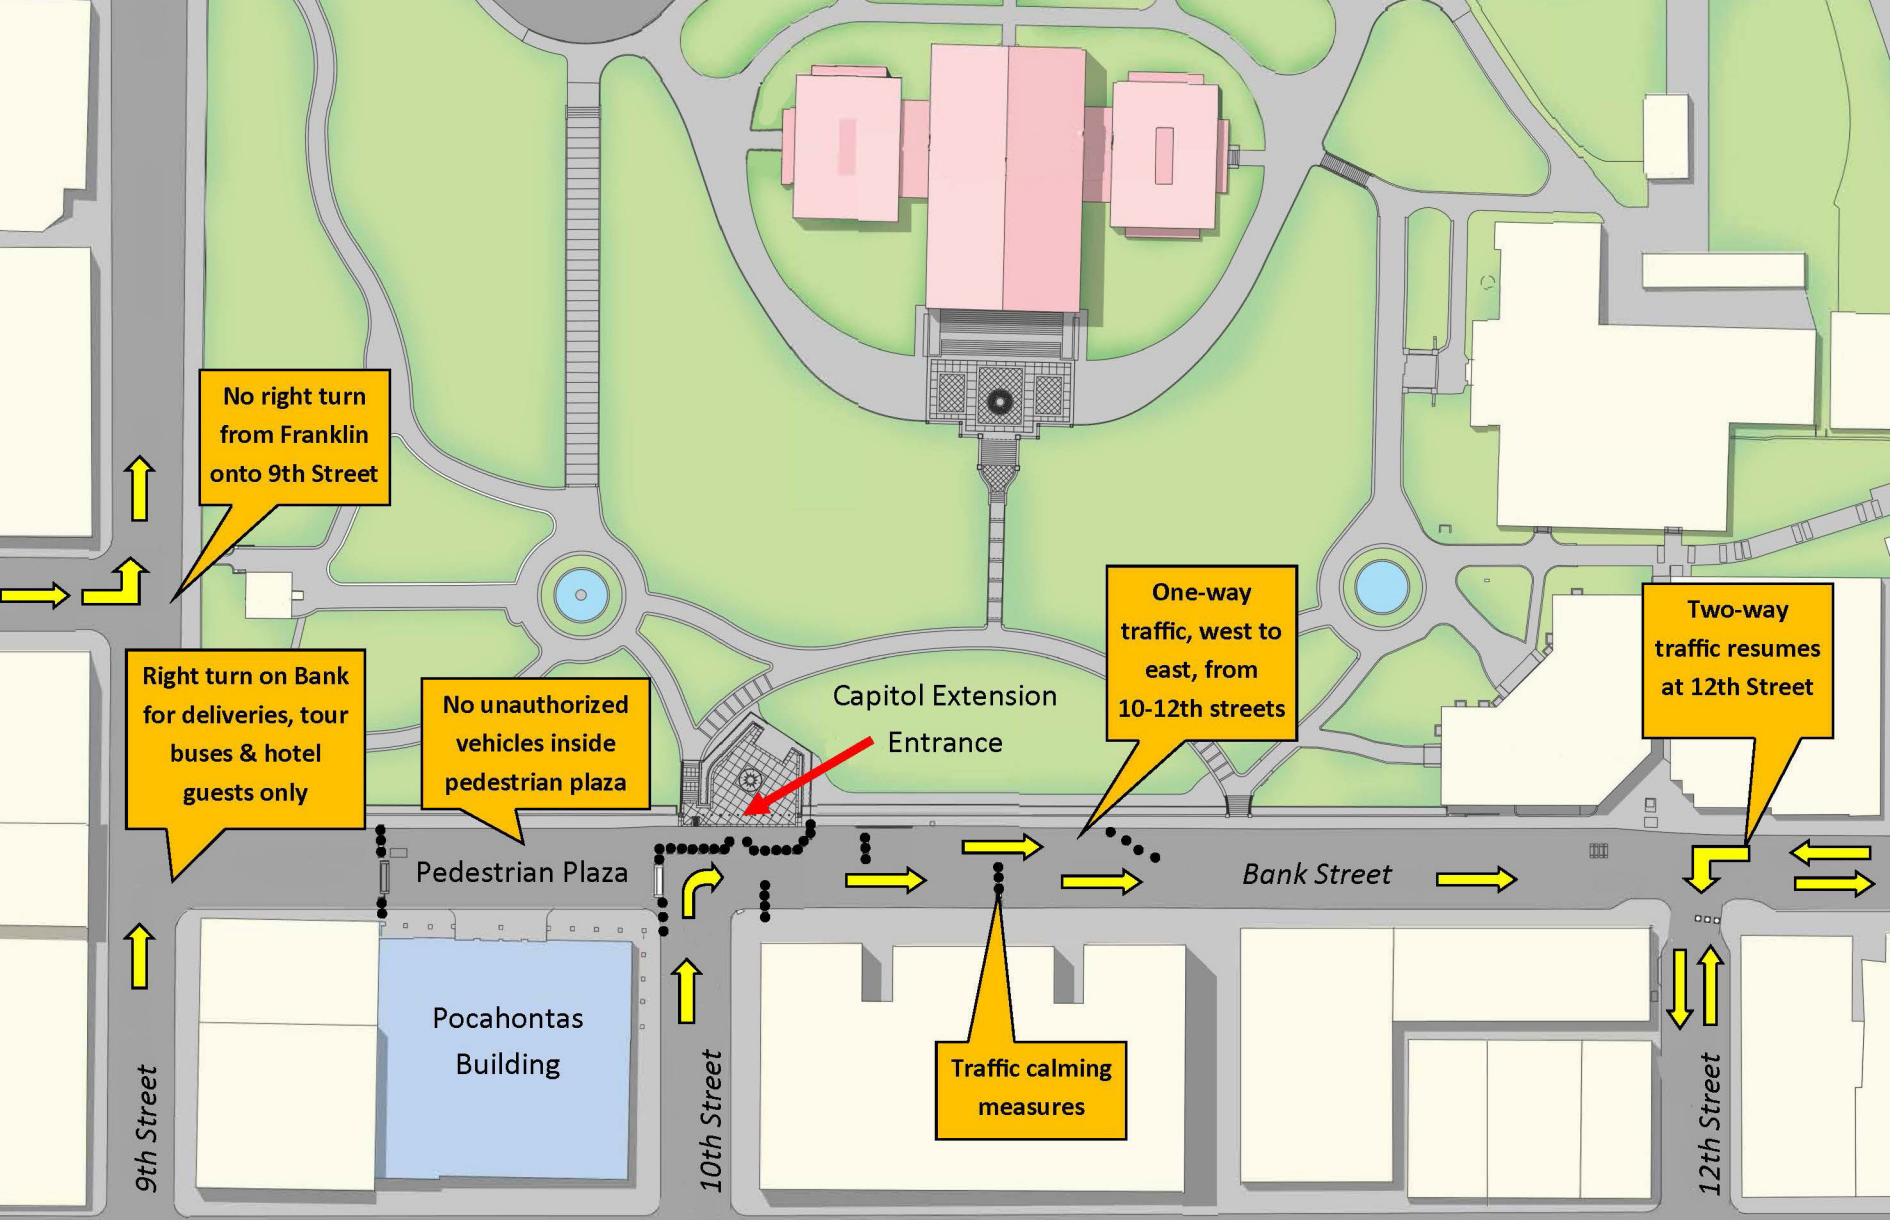 No right turn
from Franklin
onto 9th Street
Right turn on Bank
for deliveries, tour
buses & hotel
guests only
No unauthorized
vehicles inside
pedestrian plaza
Capitol Extension
Entrance
One-way
traffic, west to
east, from
10-12th streets
Two-way
traffic resumes
at 12th Street
Pedestrian Plaza
Bank Street
Pocahontas
Building
Traffic calming
measures
9th Street
10th Street
12th Street